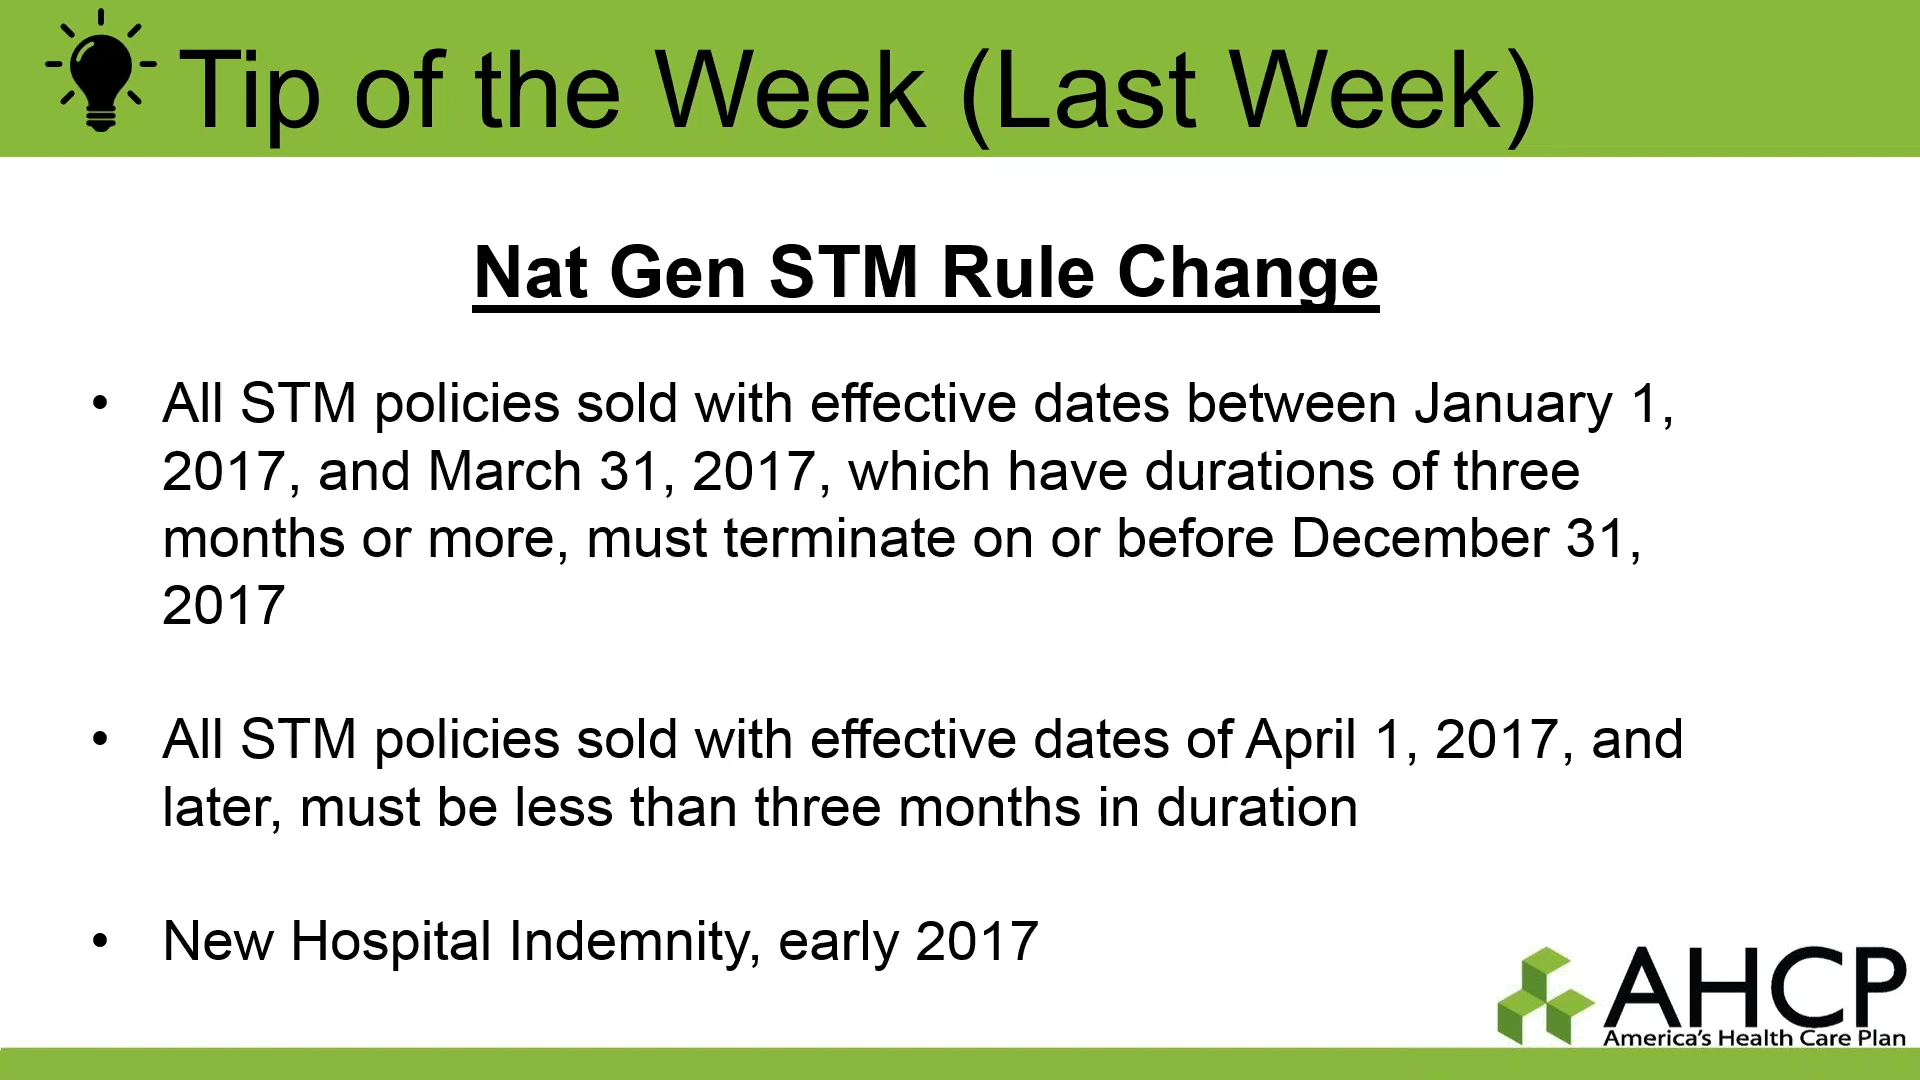 Tip of the Week (Last Week)
Nat Gen STM Rule Change
• All STM policies sold with effective dates between January 1,
2017, and March 31, 2017, which have durations of three
months or more, must terminate on or before December 31,
2017
• All STM policies sold with effective dates of April 1, 2017, and
later, must be less than three months in duration
• New Hospital Indemnity, early 2017
AHCP
America's Health Care Plan